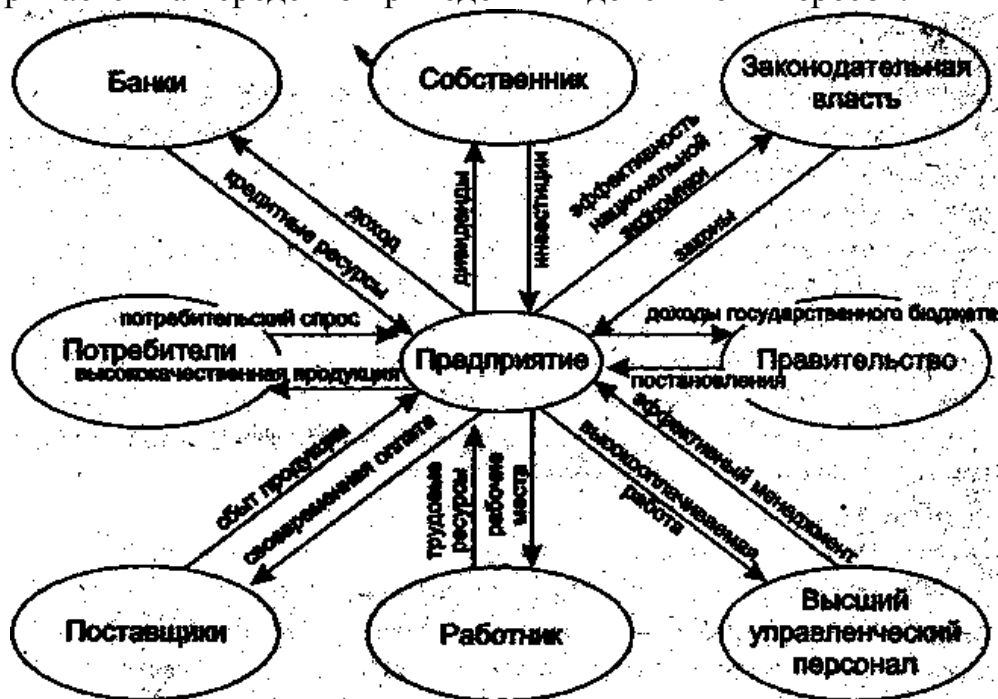 Банки
Собственник
Законодательная
власть
кредитные ресурсы
доход
дивиденды
инвестиции
эффективность
национальной
экономики
законы
потребительский спрос
Потребители
высококачественная продукция
Предприятие
доходы государственного бюджета
Правительство
постановления
сбыт продукции
своевременная оплата
трудовые
ресурсы
рабочие
места
высокооплачиваемая
работа
эффективный менеджмент
Поставщики
Работник
Высший
управленческий
персонал